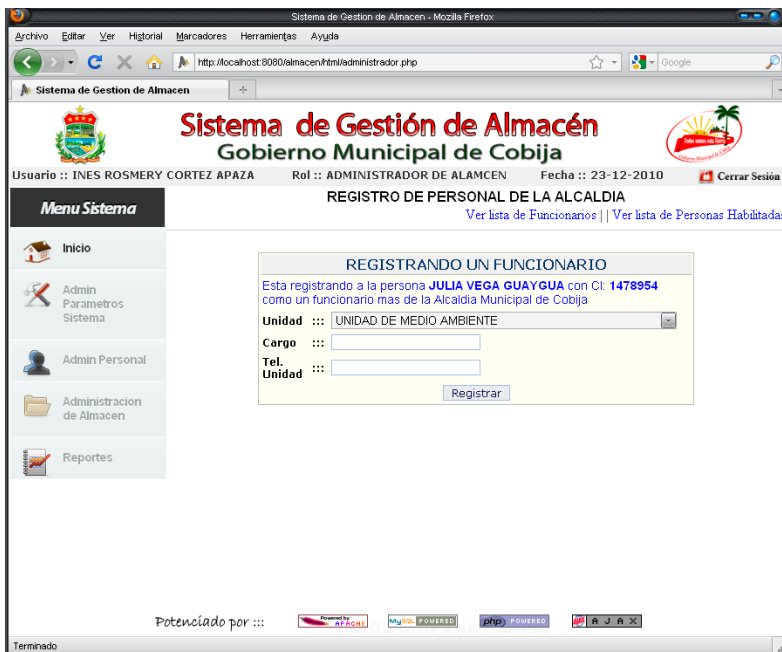 Sistema de Gestion de Almacen - Mozilla Firefox
Archivo Editar Ver Historial Marcadores Herramientas Ayuda
http://localhost:8080/almacen/html/administrador.php
Google
Sistema de Gestion de Almacen
Sistema de Gestión de Almacén
Gobierno Municipal de Cobija
Usuario :: INES ROSMERY CORTEZ APAZA Rol :: ADMINISTRADOR DE ALAMCEN Fecha :: 23-12-2010 Cerrar Sesión
Menu Sistema
REGISTRO DE PERSONAL DE LA ALCALDIA
Ver lista de Funcionarios || Ver lista de Personas Habilitadas
Inicio
Admin
Parametros
Sistema
Admin Personal
Administracion
de Almacen
Reportes
REGISTRANDO UN FUNCIONARIO
Esta registrando a la persona JULIA VEGA GUAYGUA con CI: 1478954
como un funcionario mas de la Alcaldia Municipal de Cobija
Unidad ::: UNIDAD DE MEDIO AMBIENTE
Cargo :::
Tel.
Unidad :::
Registrar
Potenciado por :::
Powered by
APACHE
MySQL POWERED
php POWERED
AJAX
Terminado